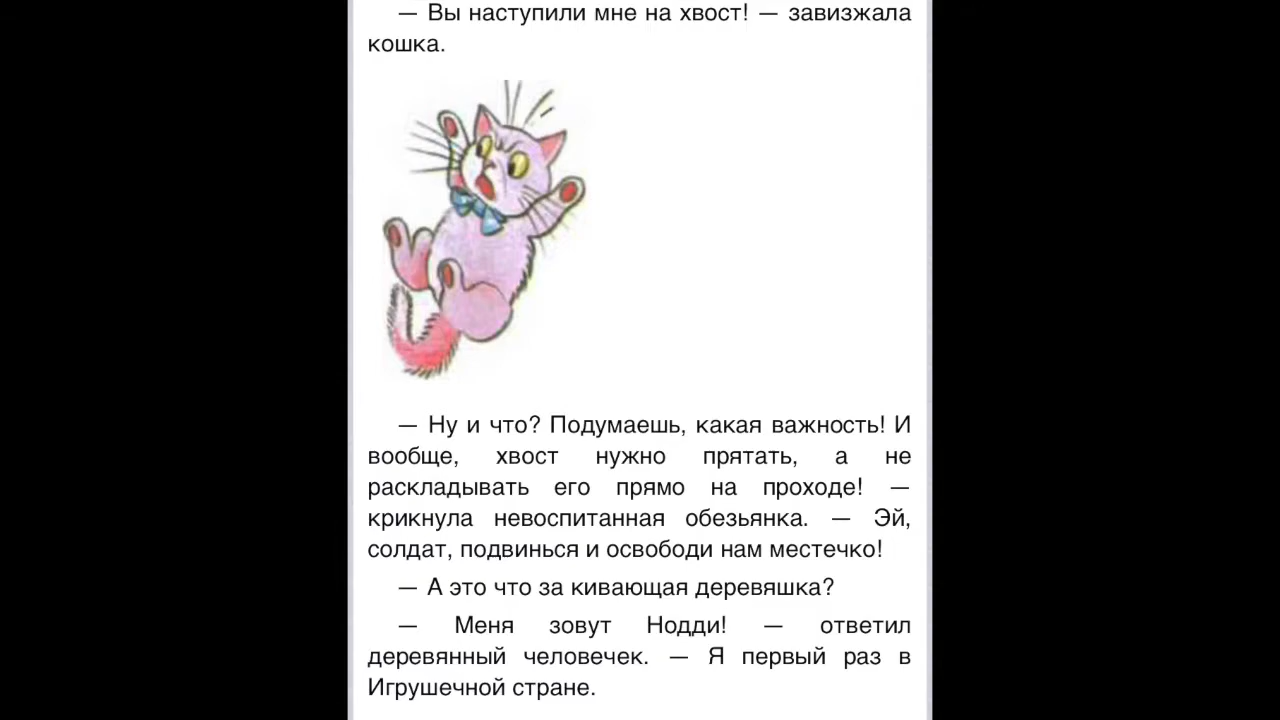 — Вы наступили мне на хвост! — завизжала
кошка.
— Ну и что? Подумаешь, какая важность! И
вообще, хвост нужно прятать, а не
раскладывать его прямо на проходе! —
крикнула невоспитанная обезьянка. — Эй,
солдат, подвинься и освободи нам местечко!
— А это что за кивающая деревяшка?
— Меня зовут Нодди! — ответил
деревянный человечек. — Я первый раз в
Игрушечной стране.